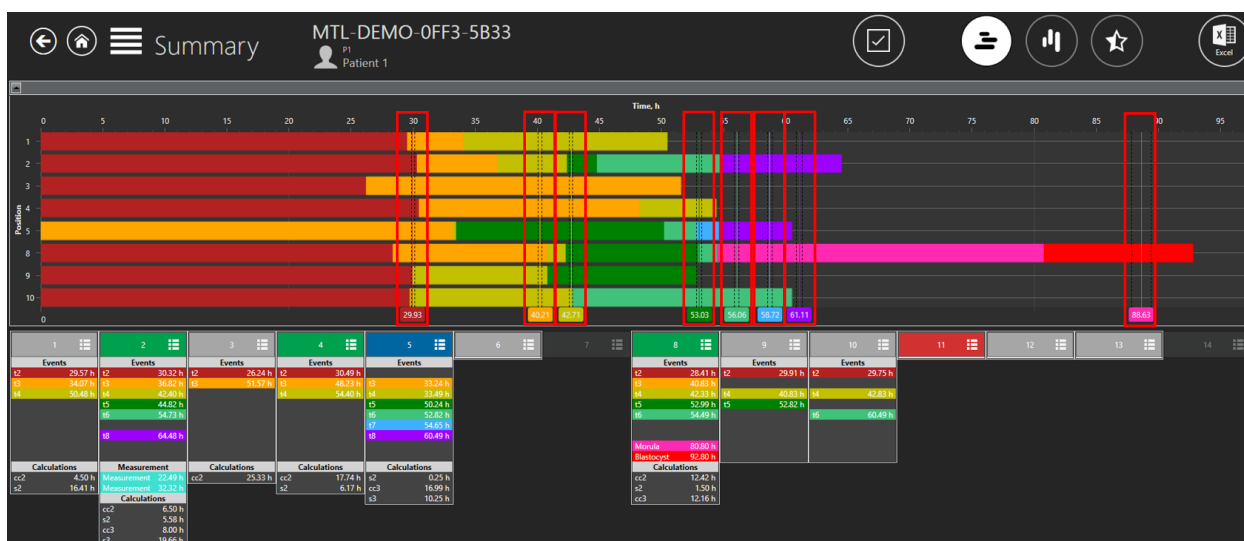 Summary
MTL-DEMO-0FF3-5B33
P1
Patient 1
Excel
Time, h
0 5 10 15 20 25 30 35 40 45 50 55 60 65 70 75 80 85 90 95
Position
1
2
3
4
5
8
9
10
0
29.93 40.21 42.71 53.03 56.06 58.72 61.11 88.63
1 2 3 4 5 6 7 8 9 10 11 12 13 14
Events
t2 29.57 h
t3 34.07 h
t4 50.48 h
Calculations
cc2 4.50 h
s2 16.41 h
Events
t2 30.32 h
t3 36.82 h
t4 42.40 h
t5 44.82 h
t6 54.73 h
t8 64.48 h
Measurement
Measurement 22.49 h
Measurement 32.32 h
Calculations
cc2 6.50 h
s2 5.58 h
cc3 8.00 h
s3 19.66 h
Events
t2 26.24 h
t3 51.57 h
Calculations
cc2 25.33 h
Events
t2 30.49 h
t3 48.23 h
t4 54.40 h
Calculations
cc2 17.74 h
s2 6.17 h
Events
t3 33.24 h
t4 33.49 h
t5 50.24 h
t6 52.82 h
t7 54.65 h
t8 60.49 h
Calculations
s2 0.25 h
cc3 16.99 h
s3 10.25 h
Events
t2 28.41 h
t3 40.83 h
t4 42.33 h
t5 52.99 h
t6 54.49 h
Morula 80.80 h
Blastocyst 92.80 h
Calculations
cc2 12.42 h
s2 1.50 h
cc3 12.16 h
Events
t2 29.91 h
t4 40.83 h
t5 52.82 h
Events
t2 29.75 h
t4 42.83 h
t6 60.49 h